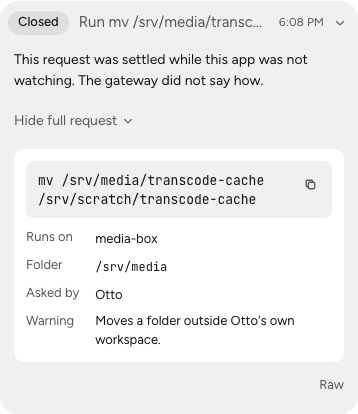 Closed Run mv /srv/media/transc... 6:08 PM
This request was settled while this app was not
watching. The gateway did not say how.
Hide full request
mv /srv/media/transcode-cache
/srv/scratch/transcode-cache
Runs on media-box
Folder /srv/media
Asked by Otto
Warning Moves a folder outside Otto's own
workspace.
Raw